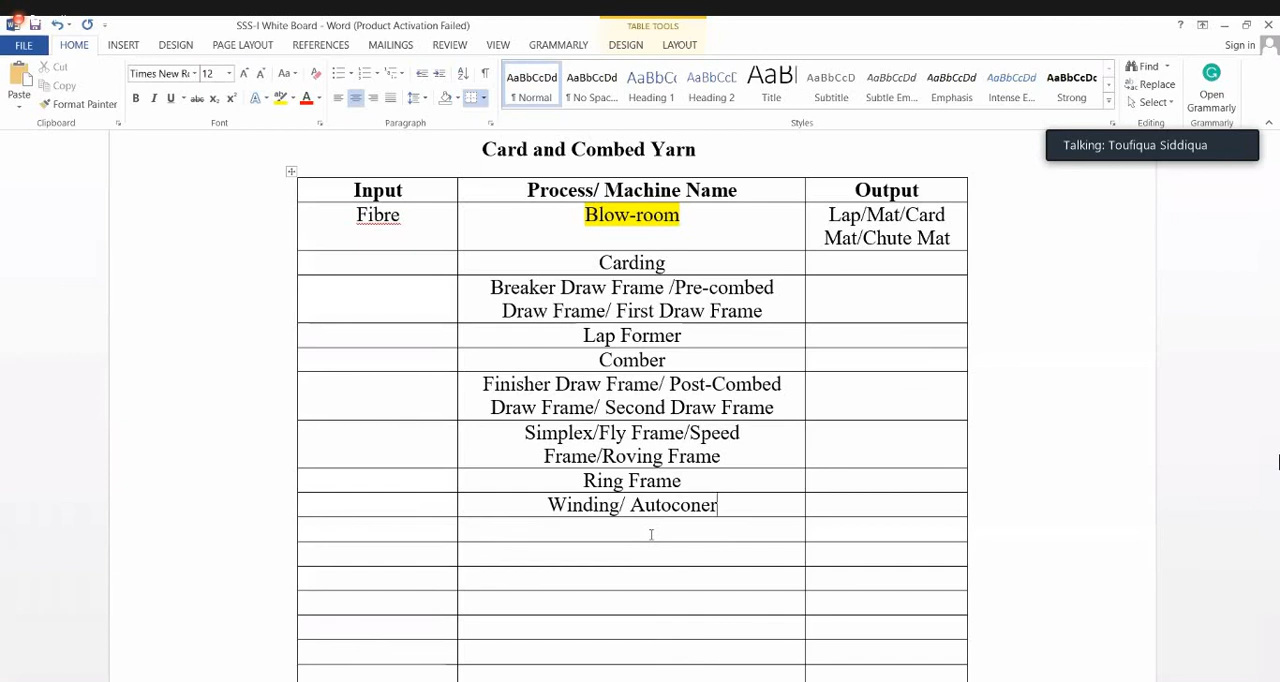 SSS-I White Board - Word (Product Activation Failed)
TABLE TOOLS
FILE HOME INSERT DESIGN PAGE LAYOUT REFERENCES MAILINGS REVIEW VIEW GRAMMARLY DESIGN LAYOUT Sign in
Cut
Copy
Format Painter
Paste
Clipboard
Times New Ro 12
Font
Paragraph
AaBbCcDd AaBbCcDd AaBbCc AaBbCcD AaBl AaBbCcD AaBbCcDd AaBbCcDd AaBbCcDd AaBbCcDd
¶ Normal ¶ No Spac... Heading 1 Heading 2 Title Subtitle Subtle Em... Emphasis Intense E... Strong
Styles
Find
Replace
Select
Editing
Open
Grammarly
Grammarly
Talking: Toufiqua Siddiqua
Card and Combed Yarn
Input Process/ Machine Name Output
Fibre Blow-room Lap/Mat/Card
Mat/Chute Mat
Carding
Breaker Draw Frame /Pre-combed
Draw Frame/ First Draw Frame
Lap Former
Comber
Finisher Draw Frame/ Post-Combed
Draw Frame/ Second Draw Frame
Simplex/Fly Frame/Speed
Frame/Roving Frame
Ring Frame
Winding/ Autoconer